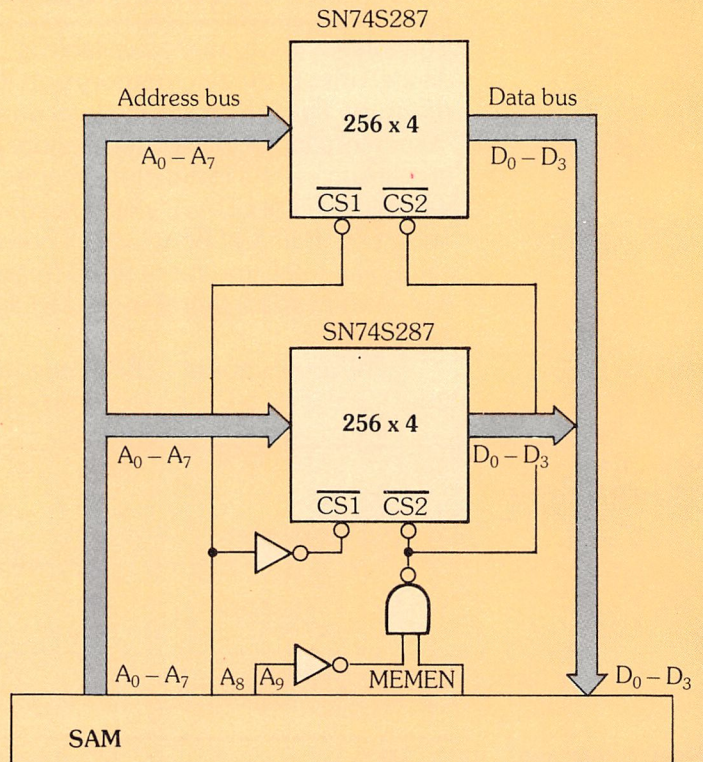 SN74S287
Address bus
Data bus
256 x 4
A₀ – A₇
D₀ – D₃
CS1 CS2
SN74S287
256 x 4
A₀ – A₇
D₀ – D₃
CS1 CS2
A₀ – A₇
A₈
A₉
MEMEN
D₀ – D₃
SAM